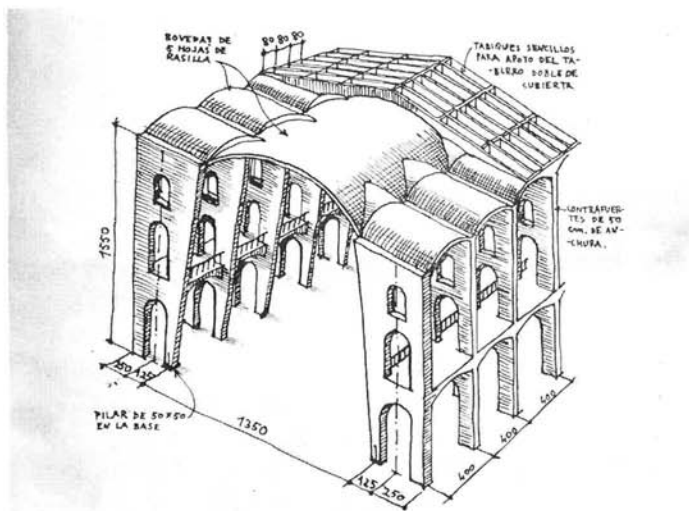 BOVEDAS DE
5 HOJAS DE
RASILLA
80 80 80
TABIQUES SENCILLOS
PARA APOYO DEL TA-
BLERO DOBLE DE
CUBIERTA
CONTRAFUER-
TES DE 50
cm. DE AN-
CHURA.
1550
250 125
PILAR DE 50x50
EN LA BASE
1350
125 250
400
400
400